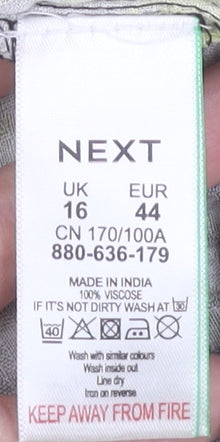 NEXT
UK EUR
16 44
CN 170/100A
880-636-179
MADE IN INDIA
100% VISCOSE
IF IT'S NOT DIRTY WASH AT 30
40
Wash with similar colours
Wash inside out
Line dry
Iron on reverse
KEEP AWAY FROM FIRE